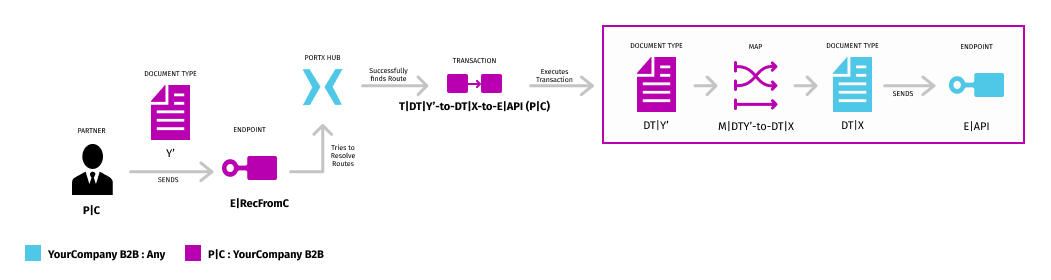 PARTNER
P|C
DOCUMENT TYPE
Y'
SENDS
ENDPOINT
E|RecFromC
Tries to
Resolve
Routes
PORTX HUB
Successfully
finds Route
TRANSACTION
T|DT|Y'-to-DT|X-to-E|API (P|C)
Executes
Transaction
DOCUMENT TYPE
DT|Y'
MAP
M|DTY'-to-DT|X
DOCUMENT TYPE
DT|X
SENDS
ENDPOINT
E|API
YourCompany B2B : Any
P|C : YourCompany B2B